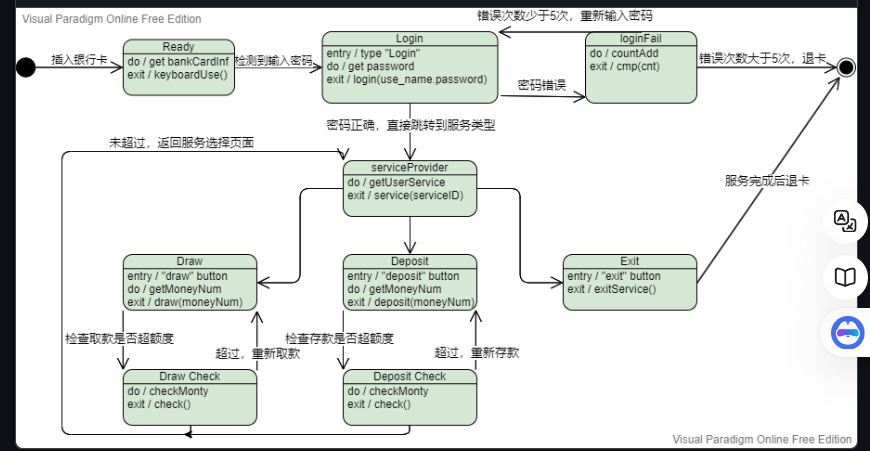 Visual Paradigm Online Free Edition
错误次数少于5次，重新输入密码
插入银行卡
Ready
do / get bankCardInf
exit / keyboardUse()
检测到输入密码
Login
entry / type "Login"
do / get password
exit / login(use_name.password)
密码错误
loginFail
do / countAdd
exit / cmp(cnt)
错误次数大于5次，退卡
密码正确，直接跳转到服务类型
未超过，返回服务选择页面
serviceProvider
do / getUserService
exit / service(serviceID)
服务完成后退卡
Draw
entry / "draw" button
do / getMoneyNum
exit / draw(moneyNum)
Deposit
entry / "deposit" button
do / getMoneyNum
exit / deposit(moneyNum)
Exit
entry / "exit" button
exit / exitService()
检查取款是否超额度
超过，重新取款
检查存款是否超额度
超过，重新存款
Draw Check
do / checkMonty
exit / check()
Deposit Check
do / checkMonty
exit / check()
Visual Paradigm Online Free Edition